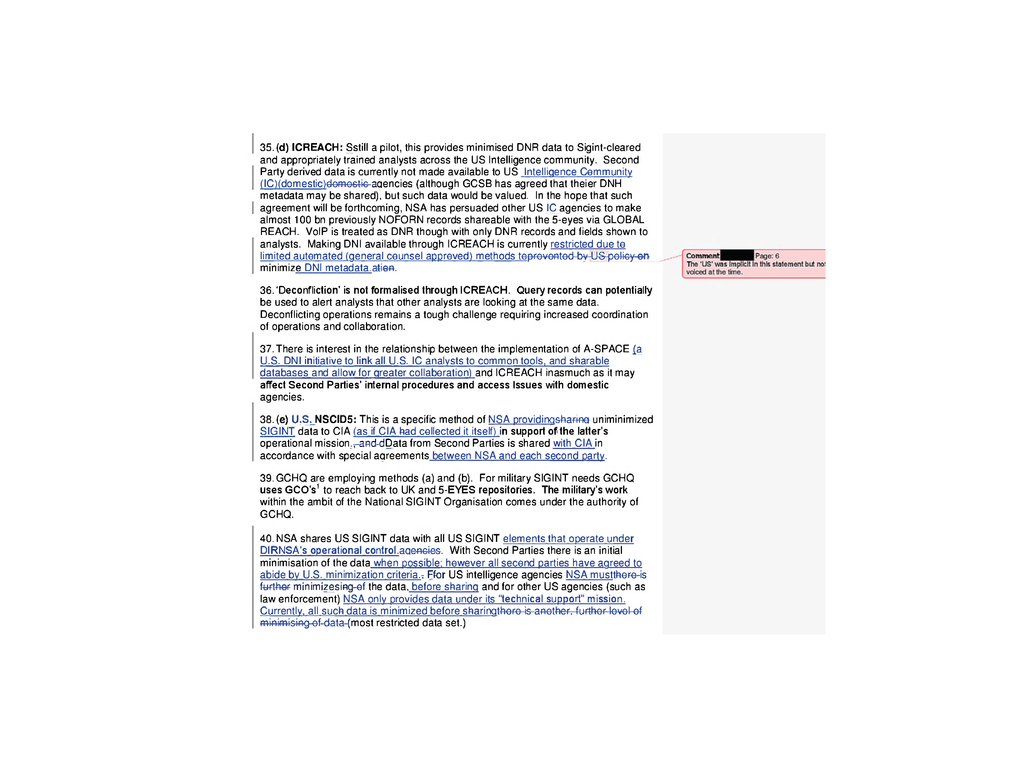 35. (d) ICREACH: Sstill a pilot, this provides minimised DNR data to Sigint-cleared
and appropriately trained analysts across the US Intelligence community. Second
Party derived data is currently not made available to US Intelligence Community
(IC)(domestic)domestic agencies (although GCSB has agreed that theier DNH
metadata may be shared), but such data would be valued. In the hope that such
agreement will be forthcoming, NSA has persuaded other US IC agencies to make
almost 100 bn previously NOFORN records shareable with the 5-eyes via GLOBAL
REACH. VoIP is treated as DNR though with only DNR records and fields shown to
analysts. Making DNI available through ICREACH is currently restricted due to
limited automated (general counsel approved) methods toprevented by US policy on
minimize DNI metadata.ation.
Comment Page: 6
The 'US' was implicit in this statement but not
voiced at the time.
36. 'Deconfliction' is not formalised through ICREACH. Query records can potentially
be used to alert analysts that other analysts are looking at the same data.
Deconflicting operations remains a tough challenge requiring increased coordination
of operations and collaboration.
37. There is interest in the relationship between the implementation of A-SPACE (a
U.S. DNI initiative to link all U.S. IC analysts to common tools, and sharable
databases and allow for greater collaboration) and ICREACH inasmuch as it may
affect Second Parties' internal procedures and access Issues with domestic
agencies.
38. (e) U.S. NSCID5: This is a specific method of NSA providingsharing uniminimized
SIGINT data to CIA (as if CIA had collected it itself) in support of the latter's
operational mission., and dData from Second Parties is shared with CIA in
accordance with special agreements between NSA and each second party.
39. GCHQ are employing methods (a) and (b). For military SIGINT needs GCHQ
uses GCO's1 to reach back to UK and 5-EYES repositories. The military's work
within the ambit of the National SIGINT Organisation comes under the authority of
GCHQ.
40. NSA shares US SIGINT data with all US SIGINT elements that operate under
DIRNSA's operational control.agencies. With Second Parties there is an initial
minimisation of the data when possible; however all second parties have agreed to
abide by U.S. minimization criteria., Ffor US intelligence agencies NSA mustthere is
further minimizesing of the data, before sharing and for other US agencies (such as
law enforcement) NSA only provides data under its "technical support" mission.
Currently, all such data is minimized before sharingthere is another, further level of
minimising of data (most restricted data set.)